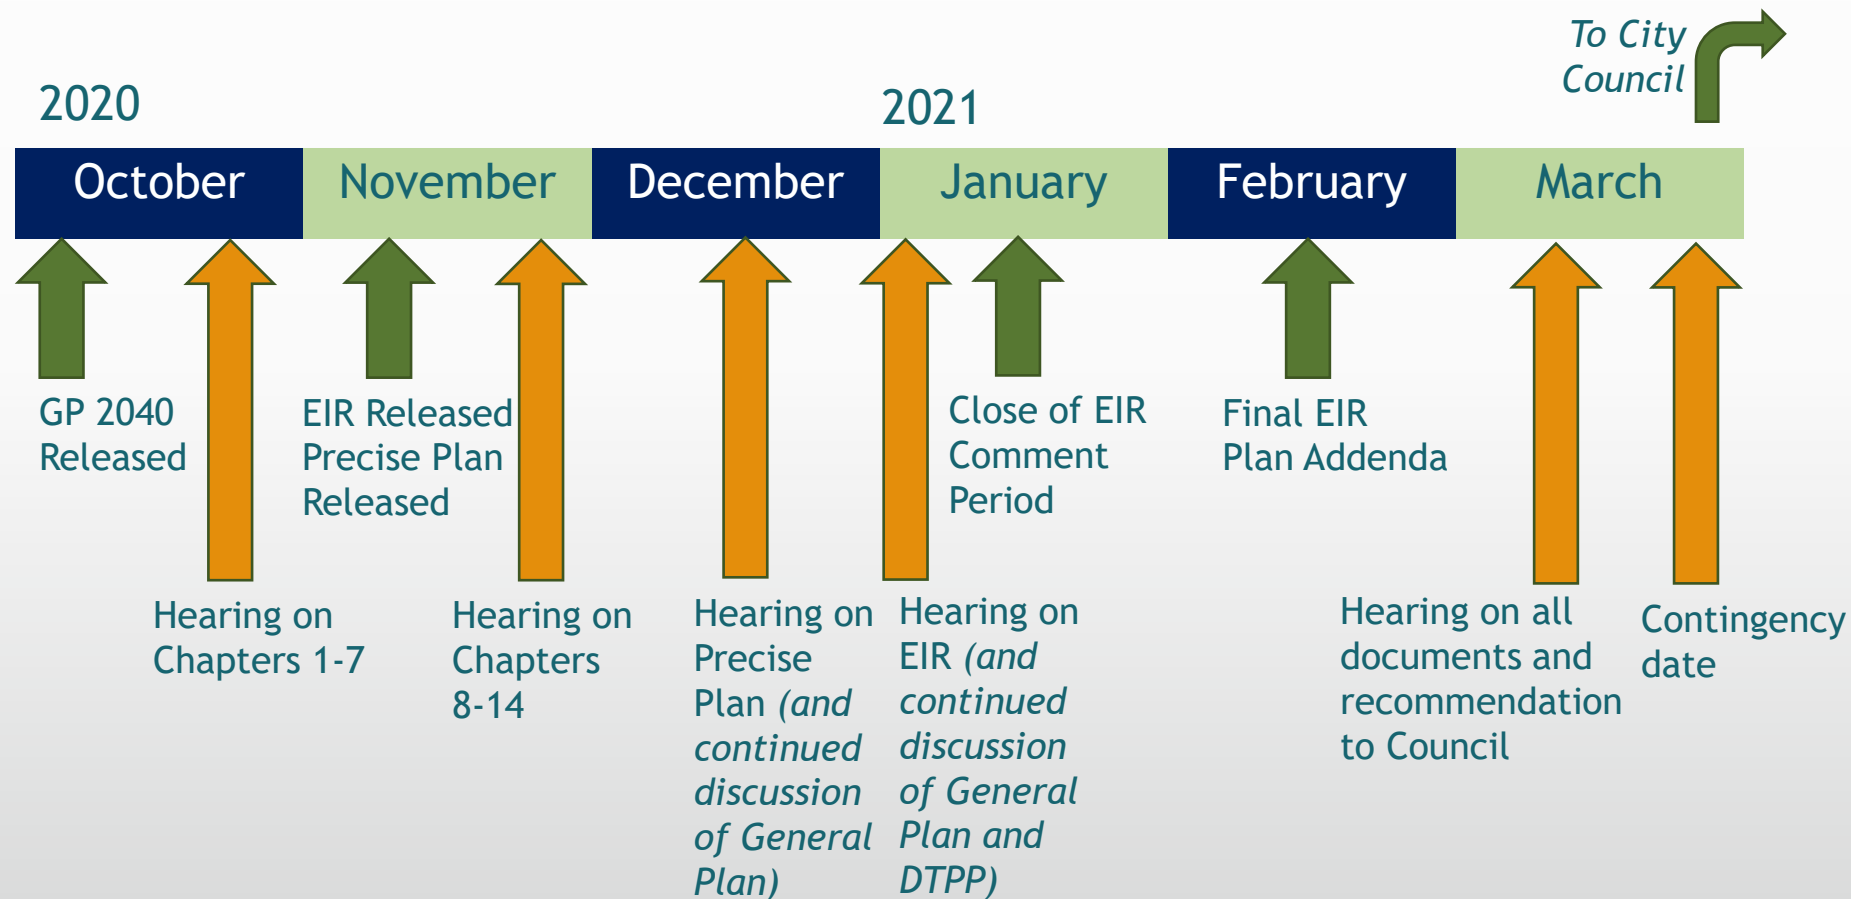 To City
Council
2020
2021
October
November
December
January
February
March
GP 2040
Released
EIR Released
Precise Plan
Released
Close of EIR
Comment
Period
Final EIR
Plan Addenda
Hearing on
Chapters 1-7
Hearing on
Chapters
8-14
Hearing on
Precise
Plan (and
continued
discussion
of General
Plan)
Hearing on
EIR (and
continued
discussion
of General
Plan and
DTPP)
Hearing on all
documents and
recommendation
to Council
Contingency
date